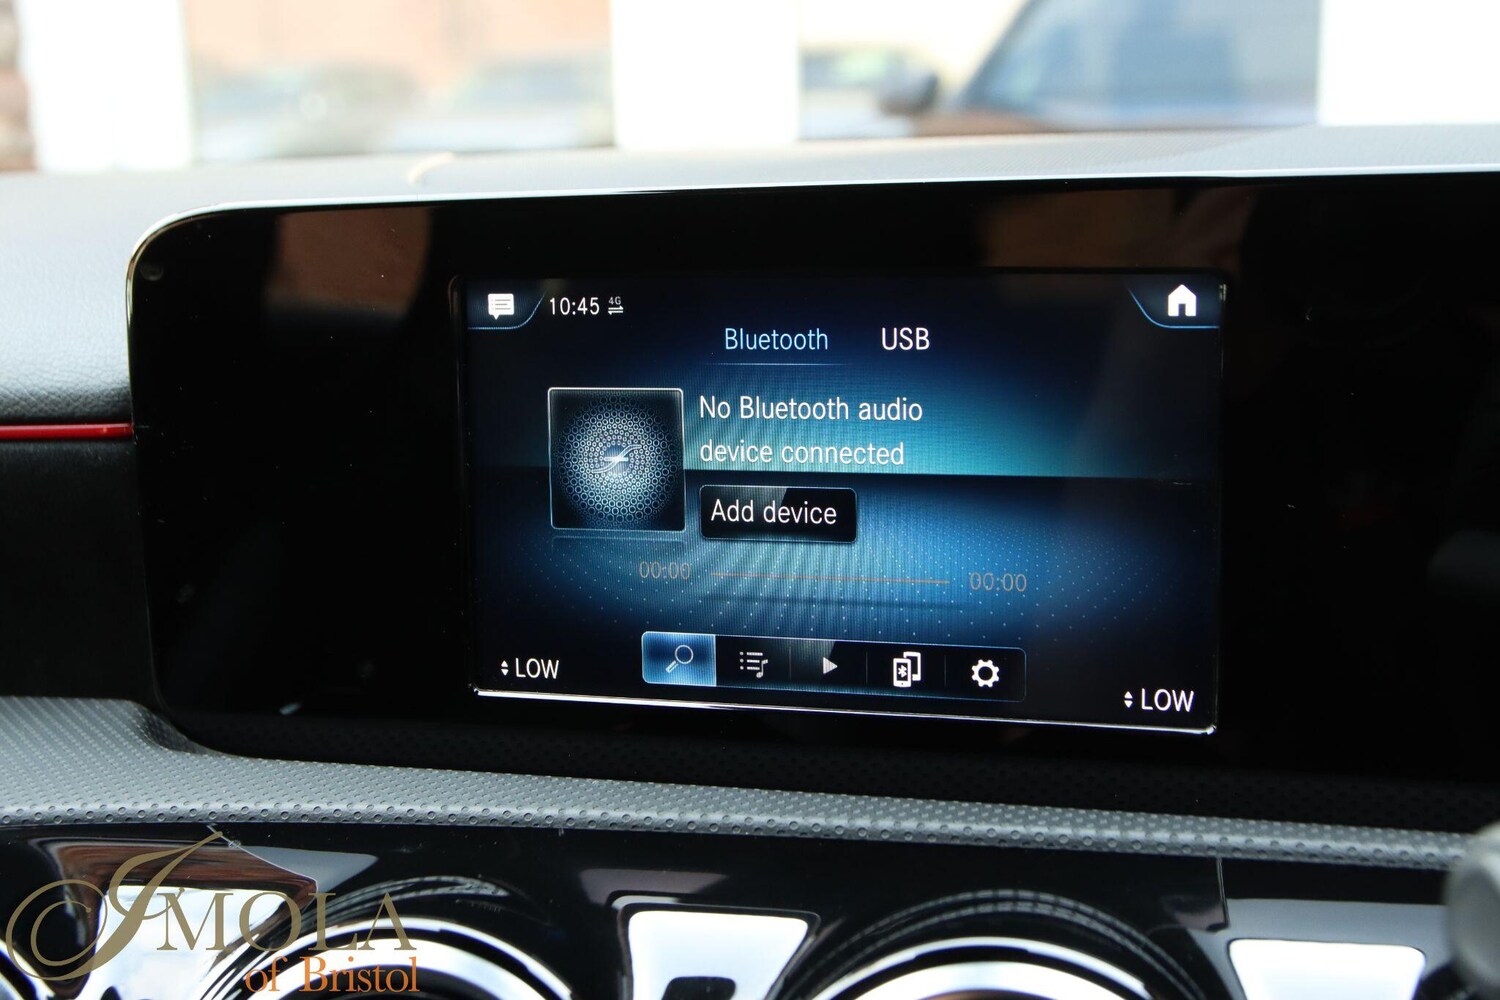 10:45 4G
Bluetooth USB
No Bluetooth audio
device connected
Add device
00:00 00:00
LOW
LOW
IMOLA
of Bristol